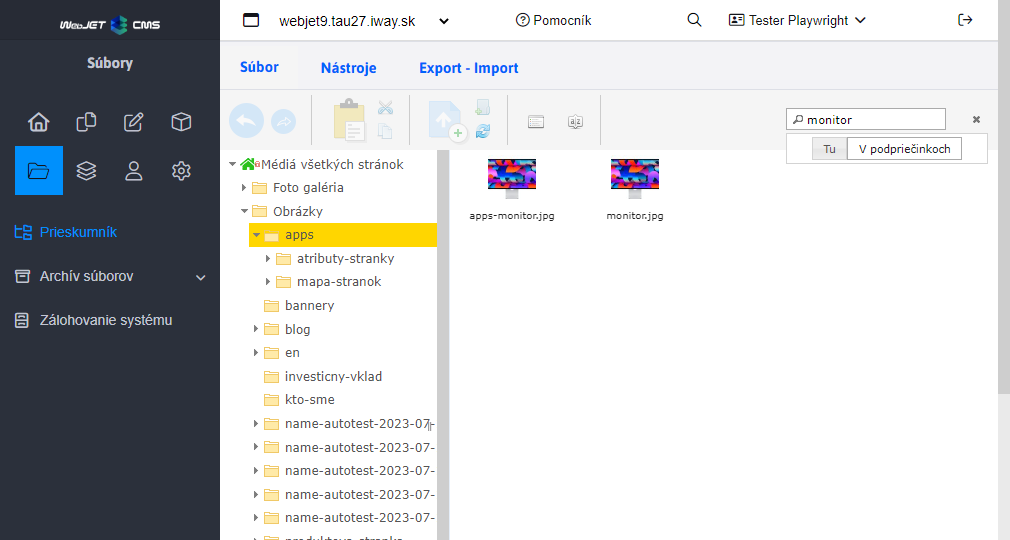 WebJET CMS
Súbory
Prieskumník
Archív súborov
Zálohovanie systému
webjet9.tau27.iway.sk
Pomocník
Tester Playwright
Súbor
Nástroje
Export - Import
monitor
Tu
V podpriečinkoch
Médiá všetkých stránok
Foto galéria
Obrázky
apps
atributy-stranky
mapa-stranok
bannery
blog
en
investicny-vklad
kto-sme
name-autotest-2023-07-
name-autotest-2023-07-
name-autotest-2023-07-
name-autotest-2023-07-
name-autotest-2023-07-
apps-monitor.jpg
monitor.jpg